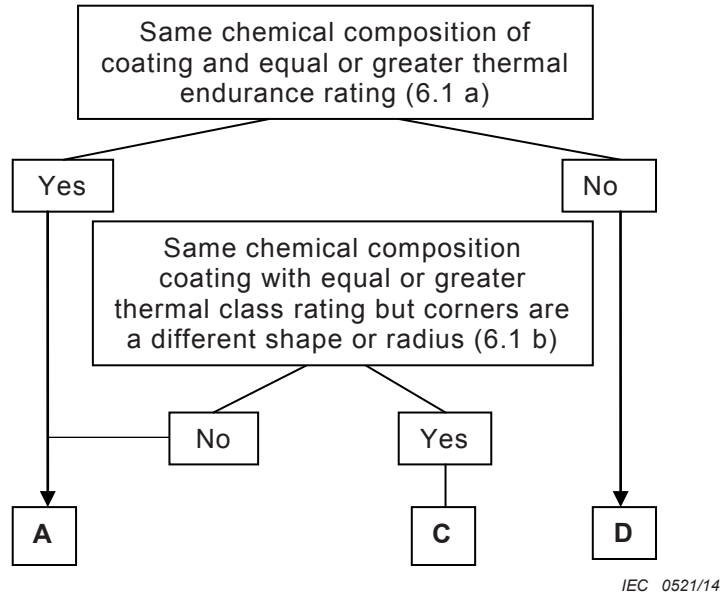 Same chemical composition of
coating and equal or greater thermal
endurance rating (6.1 a)
Yes
No
Same chemical composition
coating with equal or greater
thermal class rating but corners are
a different shape or radius (6.1 b)
No
Yes
A
C
D
IEC 0521/14